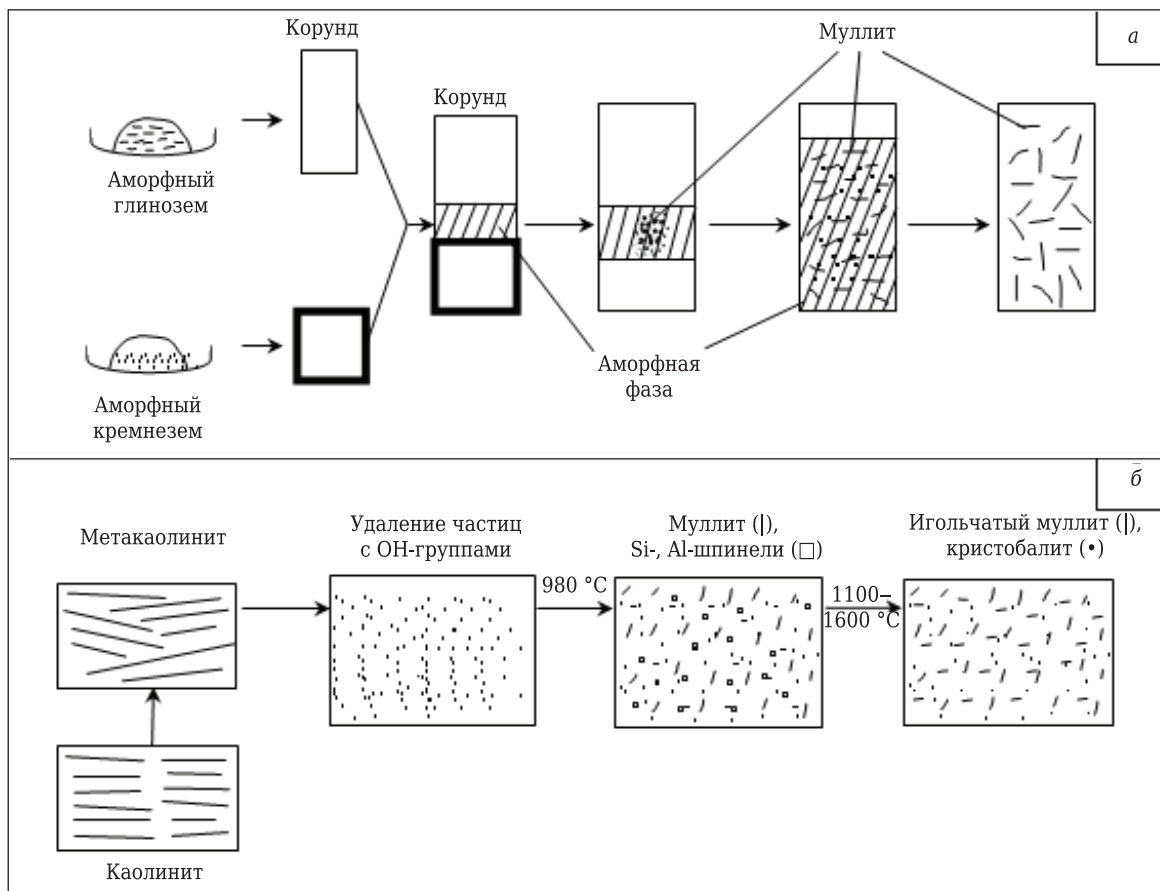 а
Корунд
Муллит
Корунд
Аморфный
глинозем
Аморфная
фаза
Аморфный
кремнезем
б
Метакаолинит
Удаление частиц
с ОН-группами
980 °С
Муллит (|),
Si-, Al-шпинели (□)
1100–
1600 °С
Игольчатый муллит (|),
кристобалит (•)
Каолинит